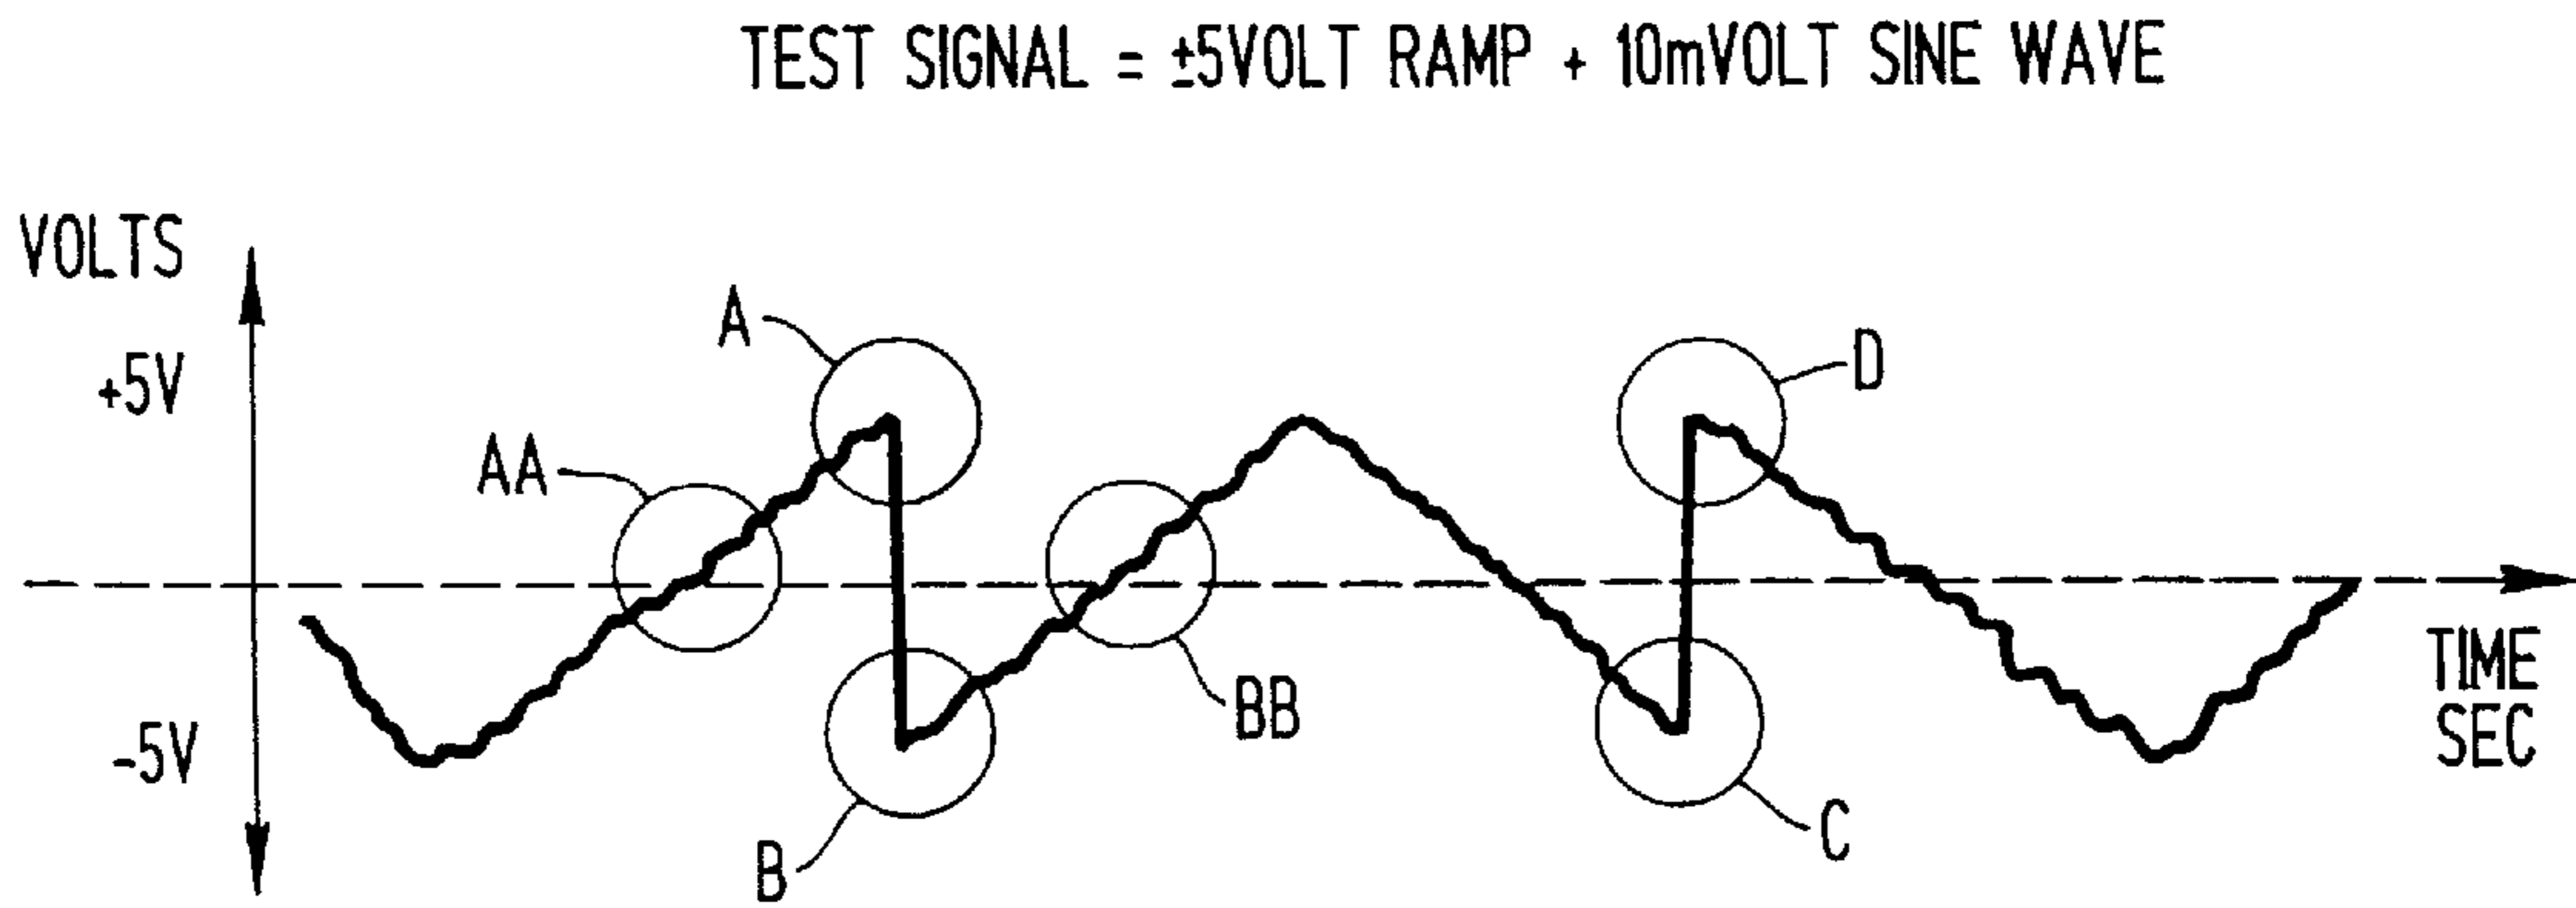 TEST SIGNAL = ±5VOLT RAMP + 10mVOLT SINE WAVE
VOLTS
+5V
-5V
A
AA
B
BB
D
C
TIME
SEC